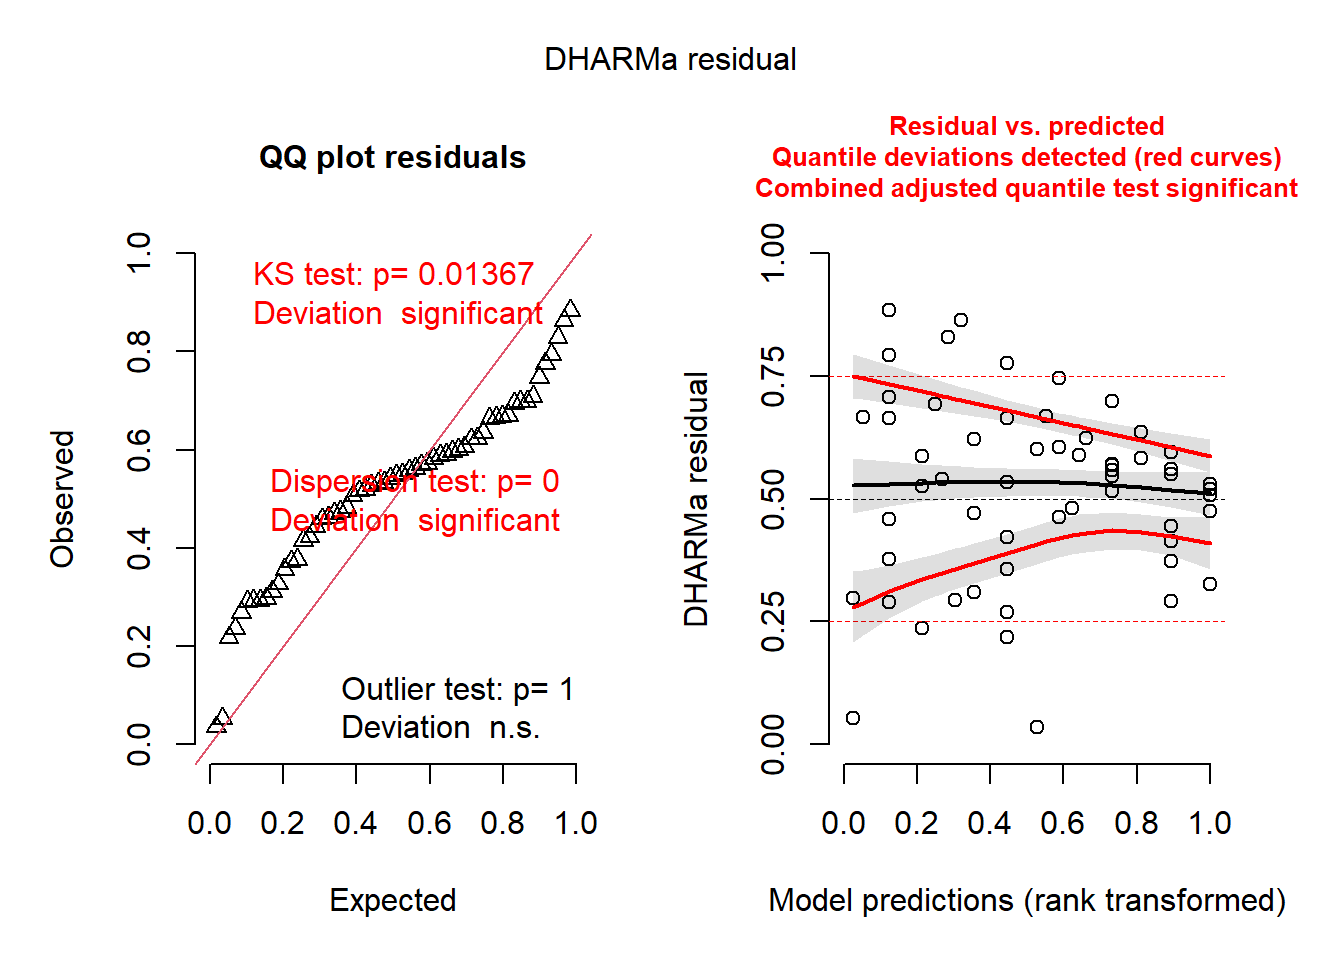 DHARMa residual
QQ plot residuals
KS test: p= 0.01367
Deviation  significant
Dispersion test: p= 0
Deviation  significant
Outlier test: p= 1
Deviation  n.s.
Observed
0.0 0.2 0.4 0.6 0.8 1.0
0.0 0.2 0.4 0.6 0.8 1.0
Expected
Residual vs. predicted
Quantile deviations detected (red curves)
Combined adjusted quantile test significant
DHARMa residual
0.00 0.25 0.50 0.75 1.00
0.0 0.2 0.4 0.6 0.8 1.0
Model predictions (rank transformed)